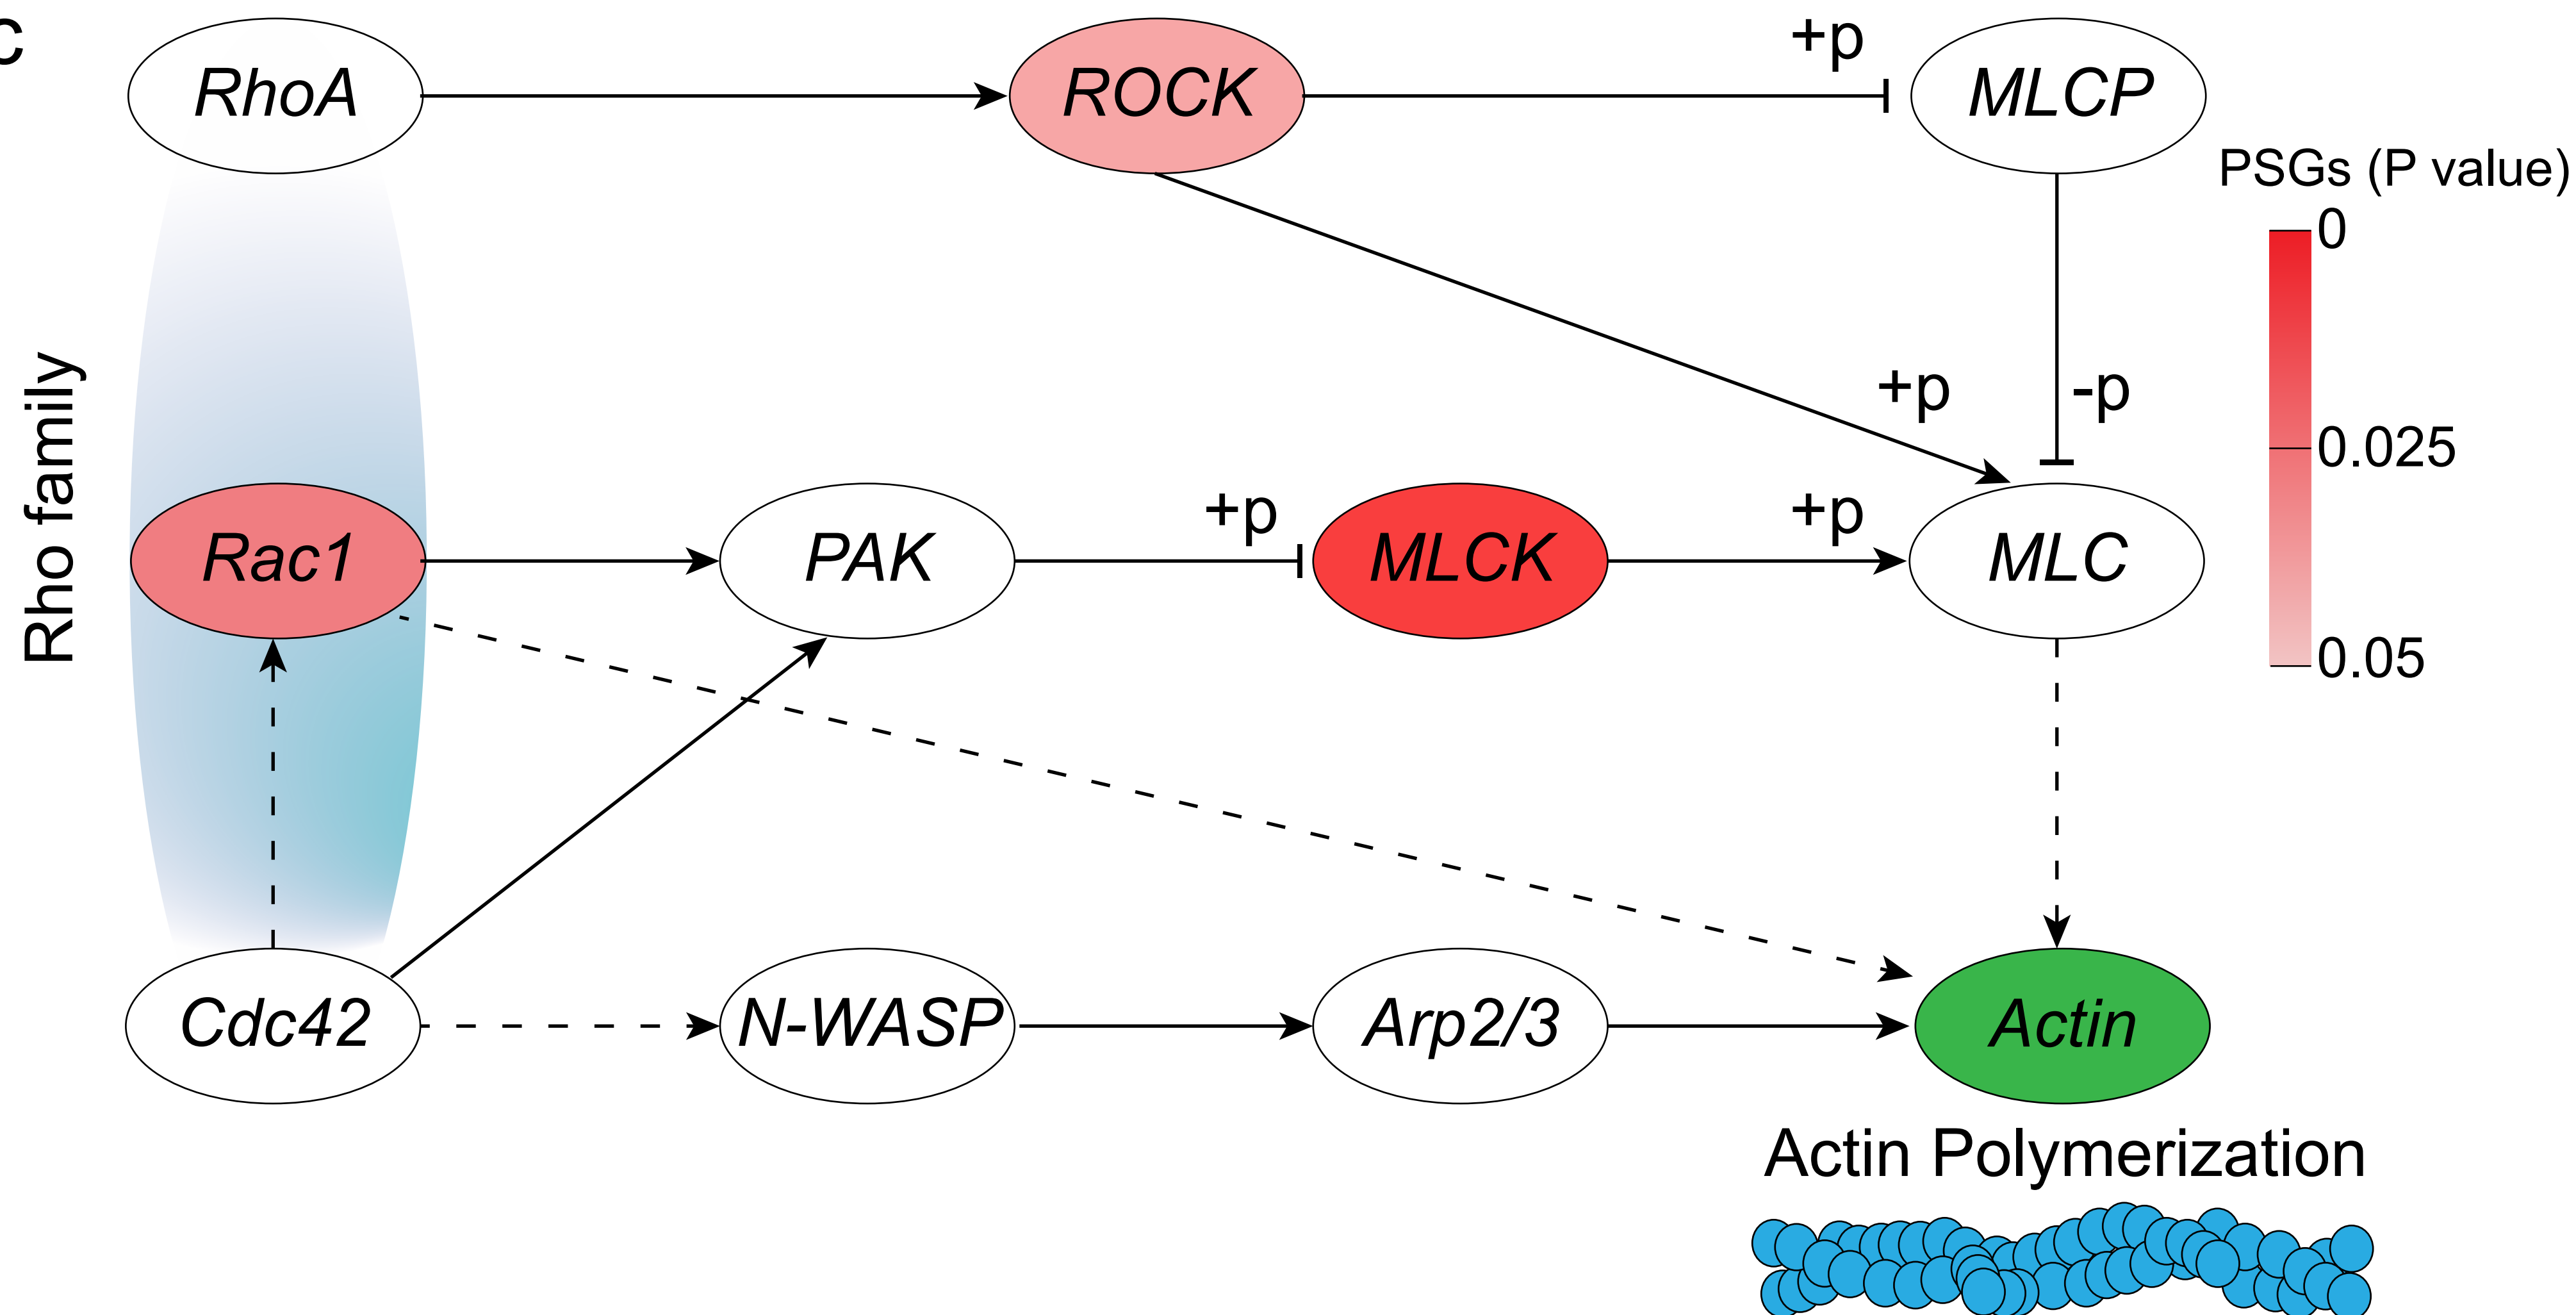 c
RhoA
ROCK
+p
MLCP
PSGs (P value)
0
0.025
0.05
+p
-p
Rho family
Rac1
PAK
+p
MLCK
+p
MLC
Cdc42
N-WASP
Arp2/3
Actin
Actin Polymerization